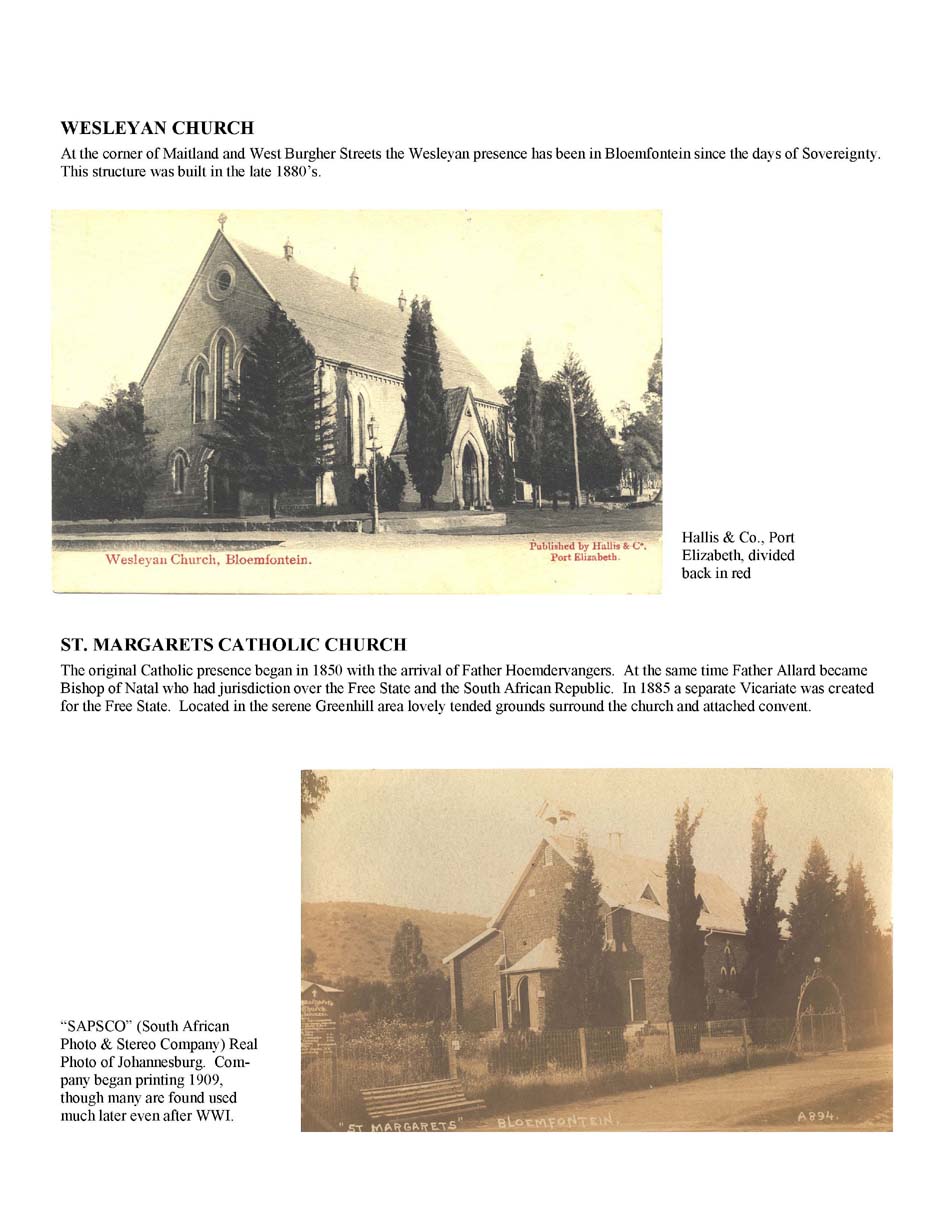 WESLEYAN CHURCH
At the corner of Maitland and West Burgher Streets the Wesleyan presence has been in Bloemfontein since the days of Sovereignty.
This structure was built in the late 1880’s.
Wesleyan Church, Bloemfontein.
Published by Hallis & Co.,
Port Elizabeth.
Hallis & Co., Port
Elizabeth, divided
back in red
ST. MARGARETS CATHOLIC CHURCH
The original Catholic presence began in 1850 with the arrival of Father Hoemdervangers. At the same time Father Allard became
Bishop of Natal who had jurisdiction over the Free State and the South African Republic. In 1885 a separate Vicariate was created
for the Free State. Located in the serene Greenhill area lovely tended grounds surround the church and attached convent.
“SAPSCO” (South African
Photo & Stereo Company) Real
Photo of Johannesburg. Com-
pany began printing 1909,
though many are found used
much later even after WWI.
"ST MARGARETS" BLOEMFONTEIN. A894.